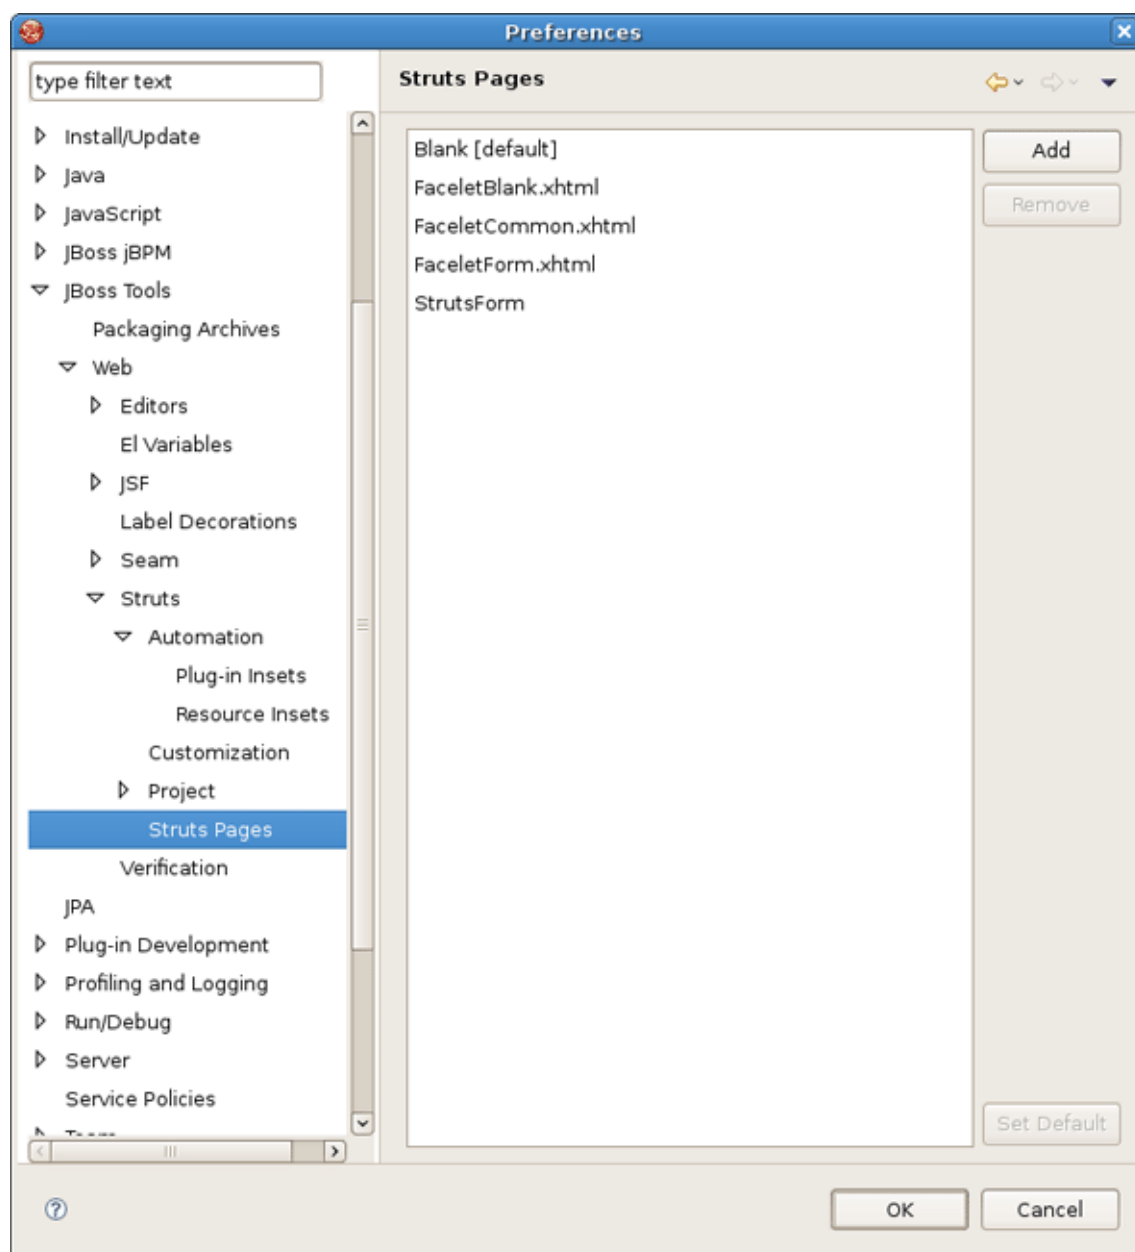 Preferences
type filter text
Install/Update
Java
JavaScript
JBoss jBPM
JBoss Tools
Packaging Archives
Web
Editors
El Variables
JSF
Label Decorations
Seam
Struts
Automation
Plug-in Insets
Resource Insets
Customization
Project
Struts Pages
Verification
JPA
Plug-in Development
Profiling and Logging
Run/Debug
Server
Service Policies
Struts Pages
Blank [default]
FaceletBlank.xhtml
FaceletCommon.xhtml
FaceletForm.xhtml
StrutsForm
Add
Remove
Set Default
OK
Cancel